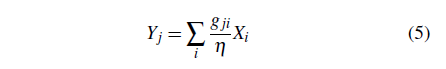 Y_j = \sum_i \frac{g_{ji}}{\eta} X_i (5)